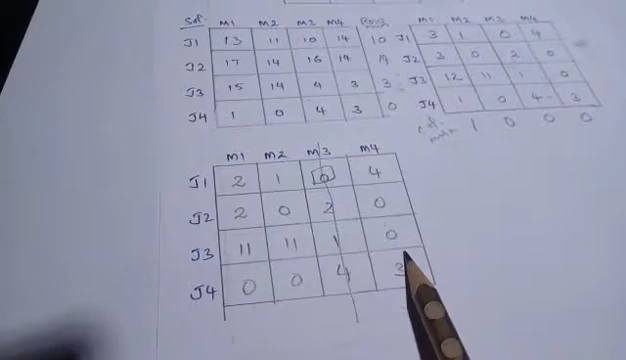 Sol. M1 M2 M3 M4 Row
J1 13 11 10 14 10
J2 17 14 16 14 14
J3 15 14 4 3 3
J4 1 0 4 3 0
M1 M2 M3 M4
J1 3 1 0 4
J2 3 0 2 0
J3 12 11 1 0
J4 1 0 4 3
Col. min 1 0 0 0
M1 M2 M3 M4
J1 2 1 0 4
J2 2 0 2 0
J3 11 11 1 0
J4 0 0 4 3